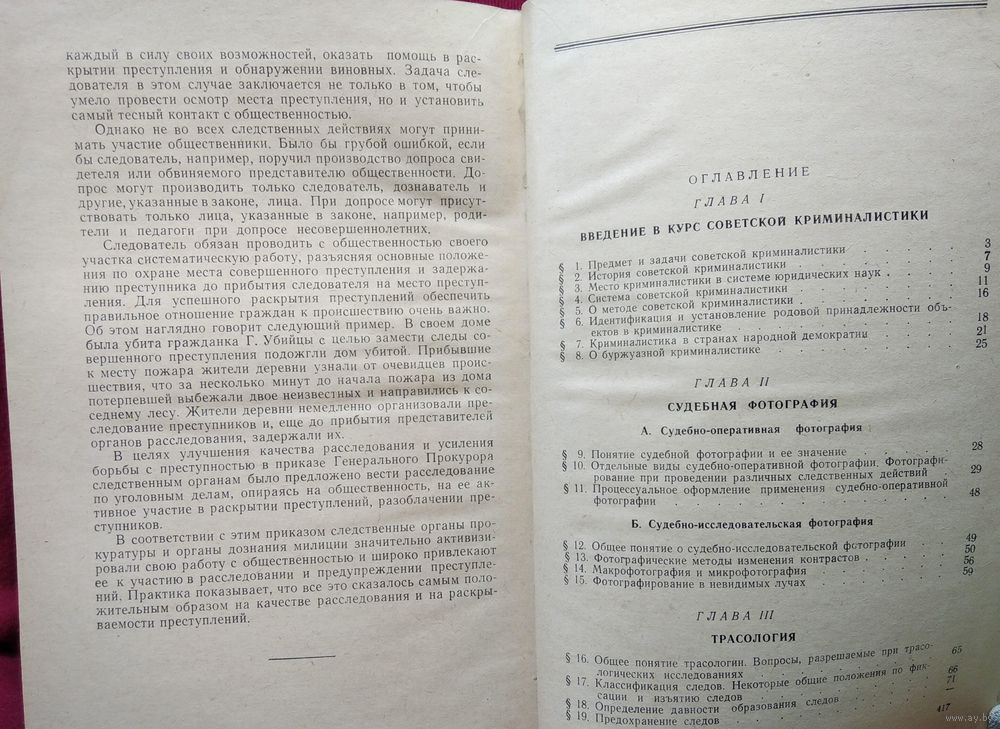 каждый в силу своих возможностей, оказать помощь в рас-
крытии преступления и обнаружении виновных. Задача сле-
дователя в этом случае заключается не только в том, чтобы
умело провести осмотр места преступления, но и установить
самый тесный контакт с общественностью.
Однако не во всех следственных действиях могут прини-
мать участие общественники. Было бы грубой ошибкой, если
бы следователь, например, поручил производство допроса сви-
детеля или обвиняемого представителю общественности. До-
прос могут производить только следователь, дознаватель и
другие, указанные в законе, лица. При допросе могут присут-
ствовать только лица, указанные в законе, например, роди-
тели и педагоги при допросе несовершеннолетних.
Следователь обязан проводить с общественностью своего
участка систематическую работу, разъясняя основные положе-
ния по охране места совершенного преступления и задержа-
нию преступника до прибытия следователя на место преступ-
ления. Для успешного раскрытия преступлений обеспечить
правильное отношение граждан к происшествию очень важно.
Об этом наглядно говорит следующий пример. В своем доме
была убита гражданка Г. Убийцы с целью замести следы со-
вершенного преступления подожгли дом убитой. Прибывшие
к месту пожара жители деревни узнали от очевидцев проис-
шествия, что за несколько минут до начала пожара из дома
потерпевшей выбежали двое неизвестных и направились к со-
седнему лесу. Жители деревни немедленно организовали пре-
следование преступников и, еще до прибытия представителей
органов расследования, задержали их.
В целях улучшения качества расследования и усиления
борьбы с преступностью в приказе Генерального Прокурора
следственным органам было предложено вести расследование
по уголовным делам, опираясь на общественность, на ее ак-
тивное участие в раскрытии преступлений, разоблачении пре-
ступников.
В соответствии с этим приказом следственные органы про-
куратуры и органы дознания милиции значительно активизи-
ровали свою работу с общественностью и широко привлекают
ее к участию в расследовании и предупреждении преступле-
ний. Практика показывает, что все это сказалось самым поло-
жительным образом на качестве расследования и на раскры-
ваемости преступлений.
ОГЛАВЛЕНИЕ
ГЛАВА I
ВВЕДЕНИЕ В КУРС СОВЕТСКОЙ КРИМИНАЛИСТИКИ
§ 1. Предмет и задачи советской криминалистики 3
§ 2. История советской криминалистики 7
§ 3. Место криминалистики в системе юридических наук 9
§ 4. Система советской криминалистики 11
§ 5. О методе советской криминалистики 16
§ 6. Идентификация и установление родовой принадлежности объ-
ектов в криминалистике 18
§ 7. Криминалистика в странах народной демократии 21
§ 8. О буржуазной криминалистике 25
ГЛАВА II
СУДЕБНАЯ ФОТОГРАФИЯ
А. Судебно-оперативная фотография
§ 9. Понятие судебной фотографии и ее значение 28
§ 10. Отдельные виды судебно-оперативной фотографии. Фотографи-
рование при проведении различных следственных действий 29
§ 11. Процессуальное оформление применения судебно-оперативной
фотографии 48
Б. Судебно-исследовательская фотография
§ 12. Общее понятие о судебно-исследовательской фотографии 49
§ 13. Фотографические методы изменения контрастов 50
§ 14. Макрофотография и микрофотография 56
§ 15. Фотографирование в невидимых лучах 59
ГЛАВА III
ТРАСОЛОГИЯ
§ 16. Общее понятие трасологии. Вопросы, разрешаемые при трасо-
логических исследованиях 65
§ 17. Классификация следов. Некоторые общие положения по фик-
сации и изъятию следов 66
§ 18. Определение давности образования следов 71
§ 19. Предохранение следов —
417
www.ay.by